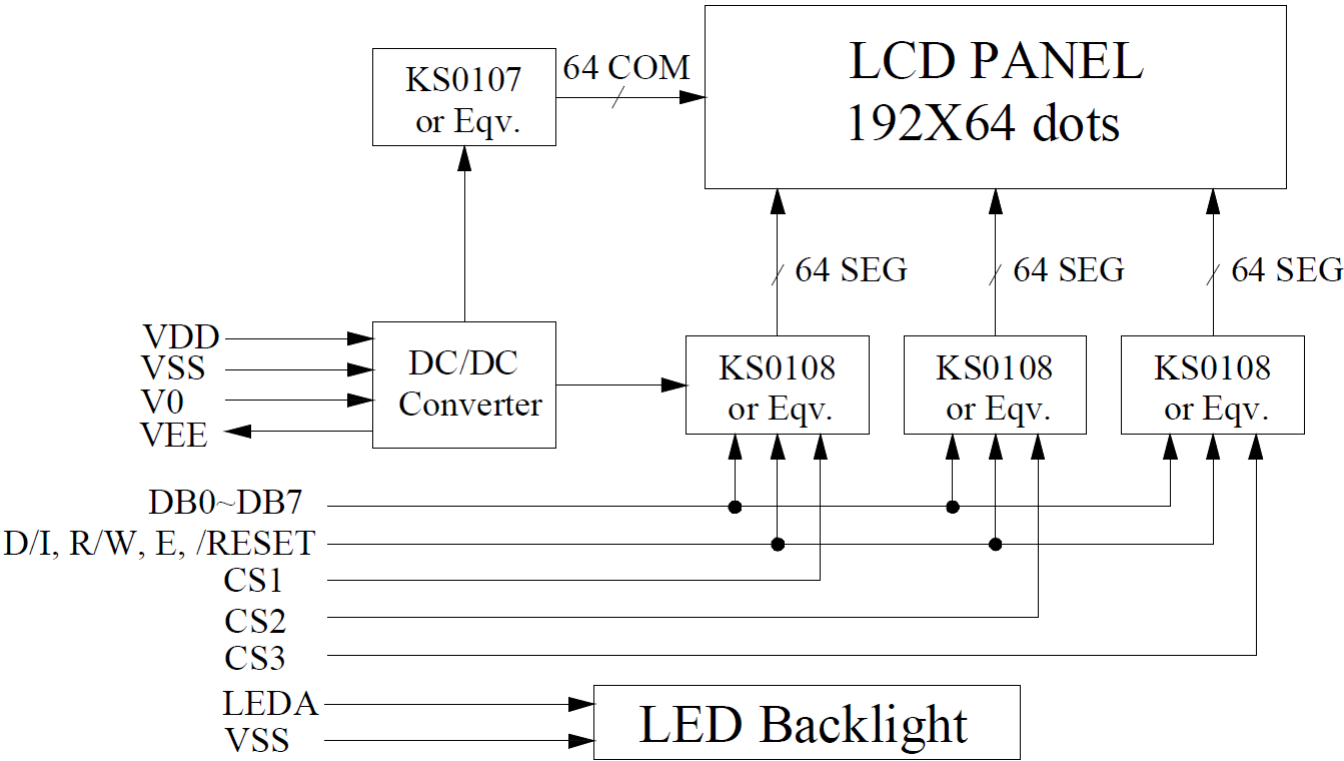 LCD PANEL
192X64 dots
KS0107
or Eqv.
64 COM
64 SEG
64 SEG
64 SEG
VDD
VSS
V0
VEE
DC/DC
Converter
KS0108
or Eqv.
KS0108
or Eqv.
KS0108
or Eqv.
DB0~DB7
D/I, R/W, E, /RESET
CS1
CS2
CS3
LEDA
VSS
LED Backlight